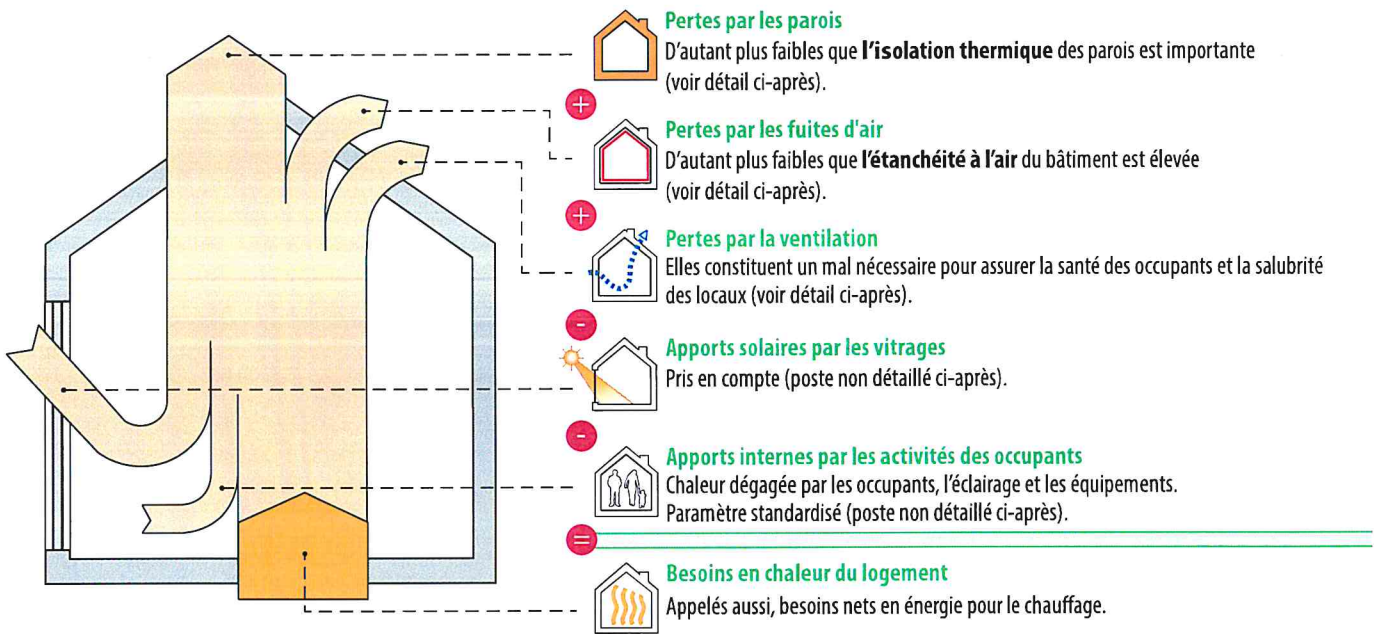 Pertes par les parois
D'autant plus faibles que l'isolation thermique des parois est importante
(voir détail ci-après).
+
Pertes par les fuites d'air
D'autant plus faibles que l'étanchéité à l'air du bâtiment est élevée
(voir détail ci-après).
+
Pertes par la ventilation
Elles constituent un mal nécessaire pour assurer la santé des occupants et la salubrité
des locaux (voir détail ci-après).
-
Apports solaires par les vitrages
Pris en compte (poste non détaillé ci-après).
-
Apports internes par les activités des occupants
Chaleur dégagée par les occupants, l'éclairage et les équipements.
Paramètre standardisé (poste non détaillé ci-après).
=
Besoins en chaleur du logement
Appelés aussi, besoins nets en énergie pour le chauffage.